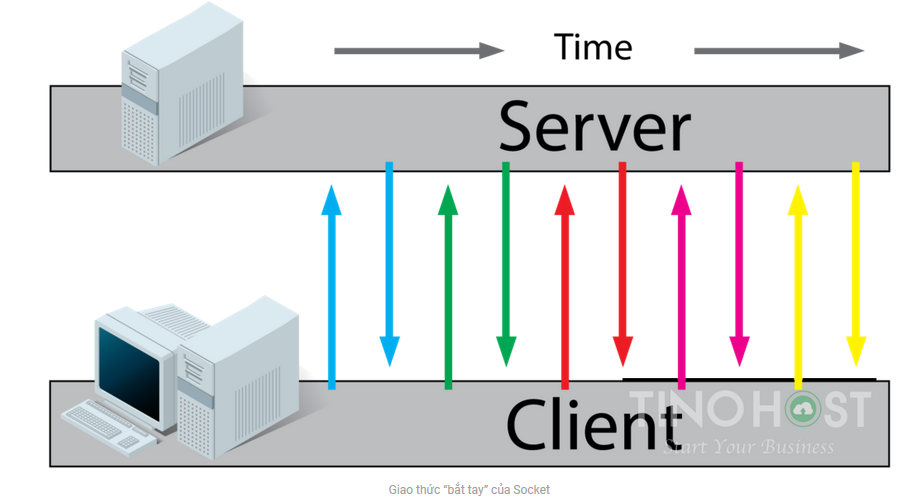 Time
Server
Client
TINOHOST
Start Your Business
Giao thức “bắt tay” của Socket